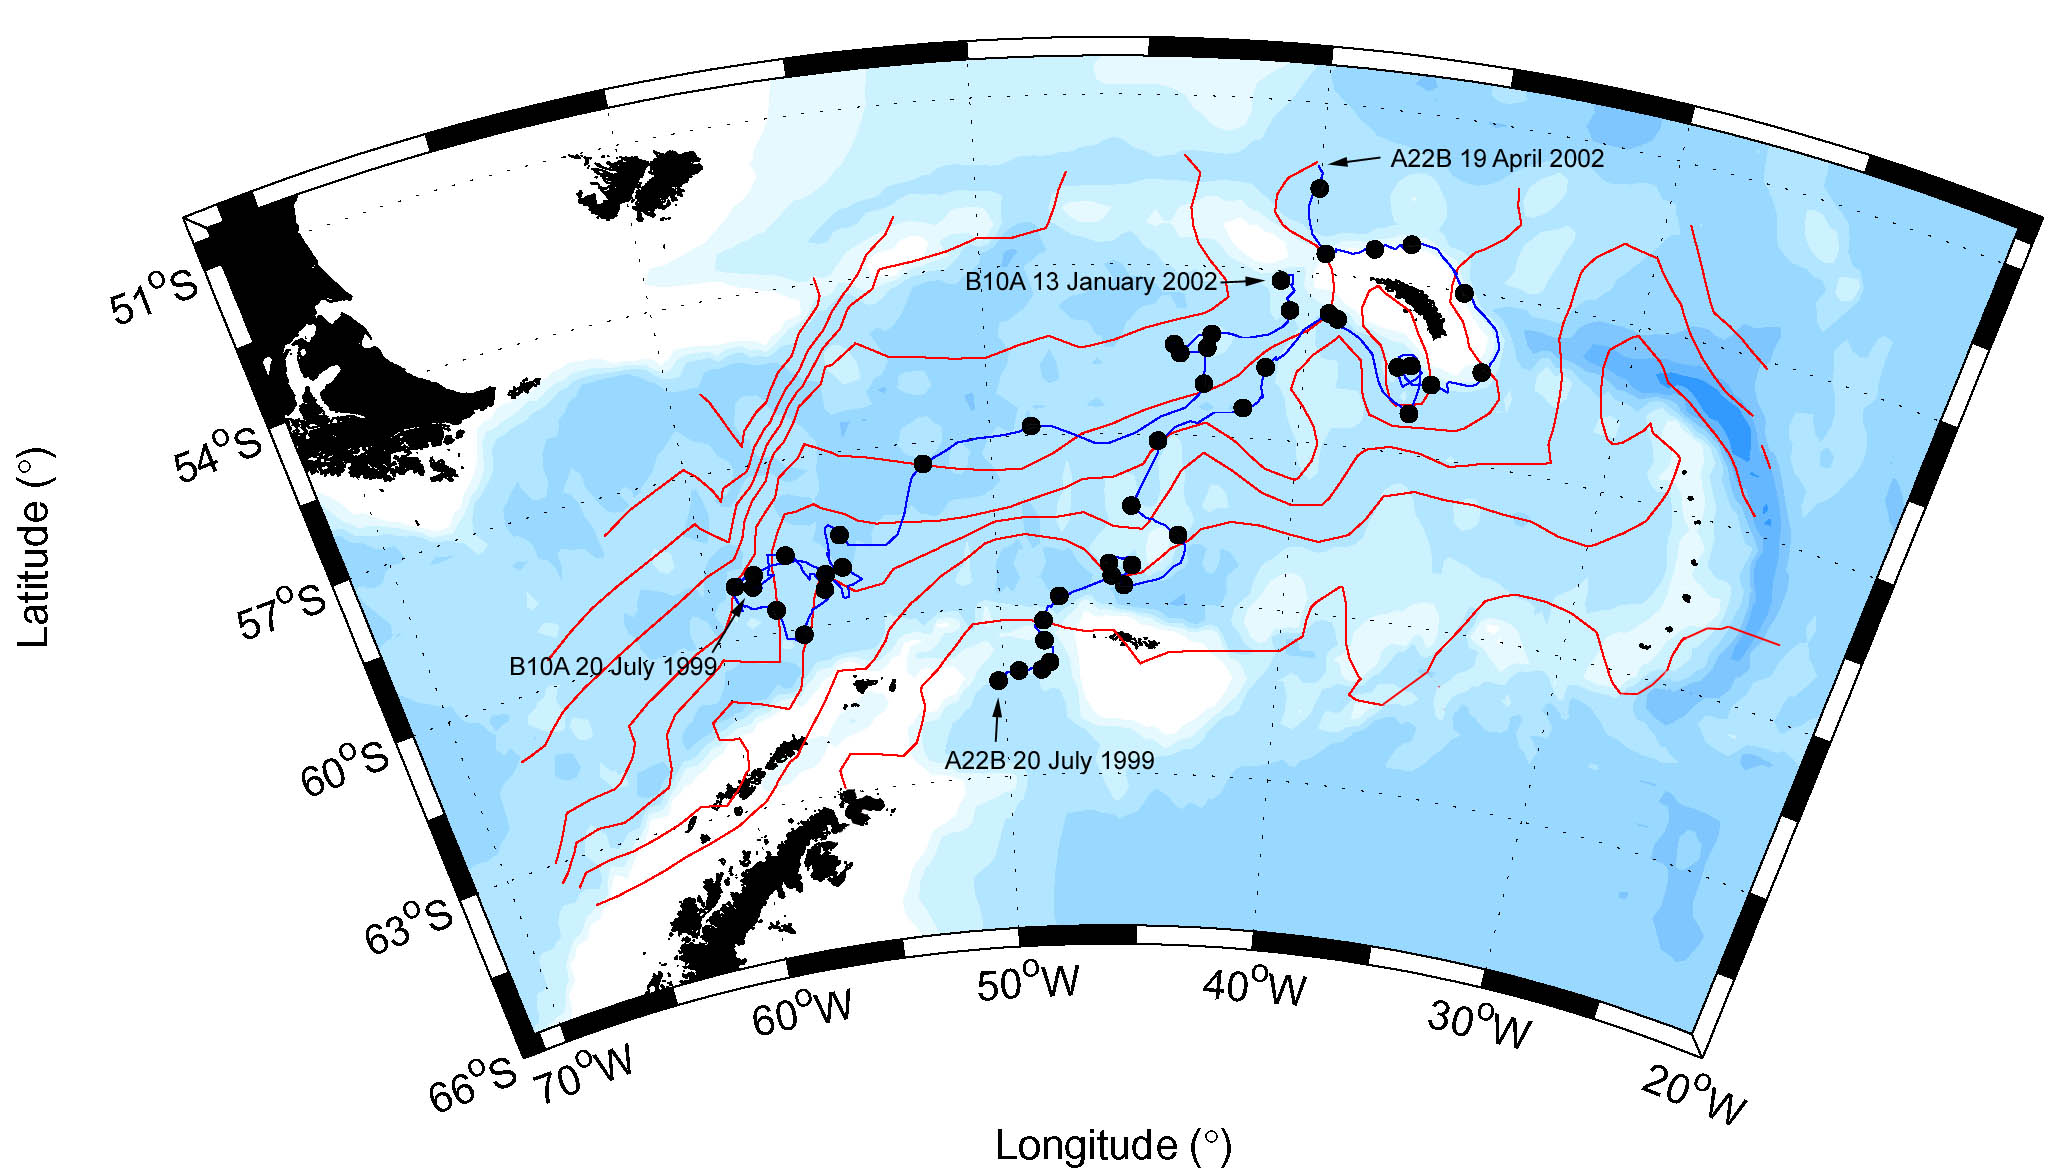 A22B 19 April 2002
B10A 13 January 2002
B10A 20 July 1999
A22B 20 July 1999
51°S
54°S
57°S
60°S
63°S
66°S
70°W
60°W
50°W
40°W
30°W
20°W
Latitude (°)
Longitude (°)